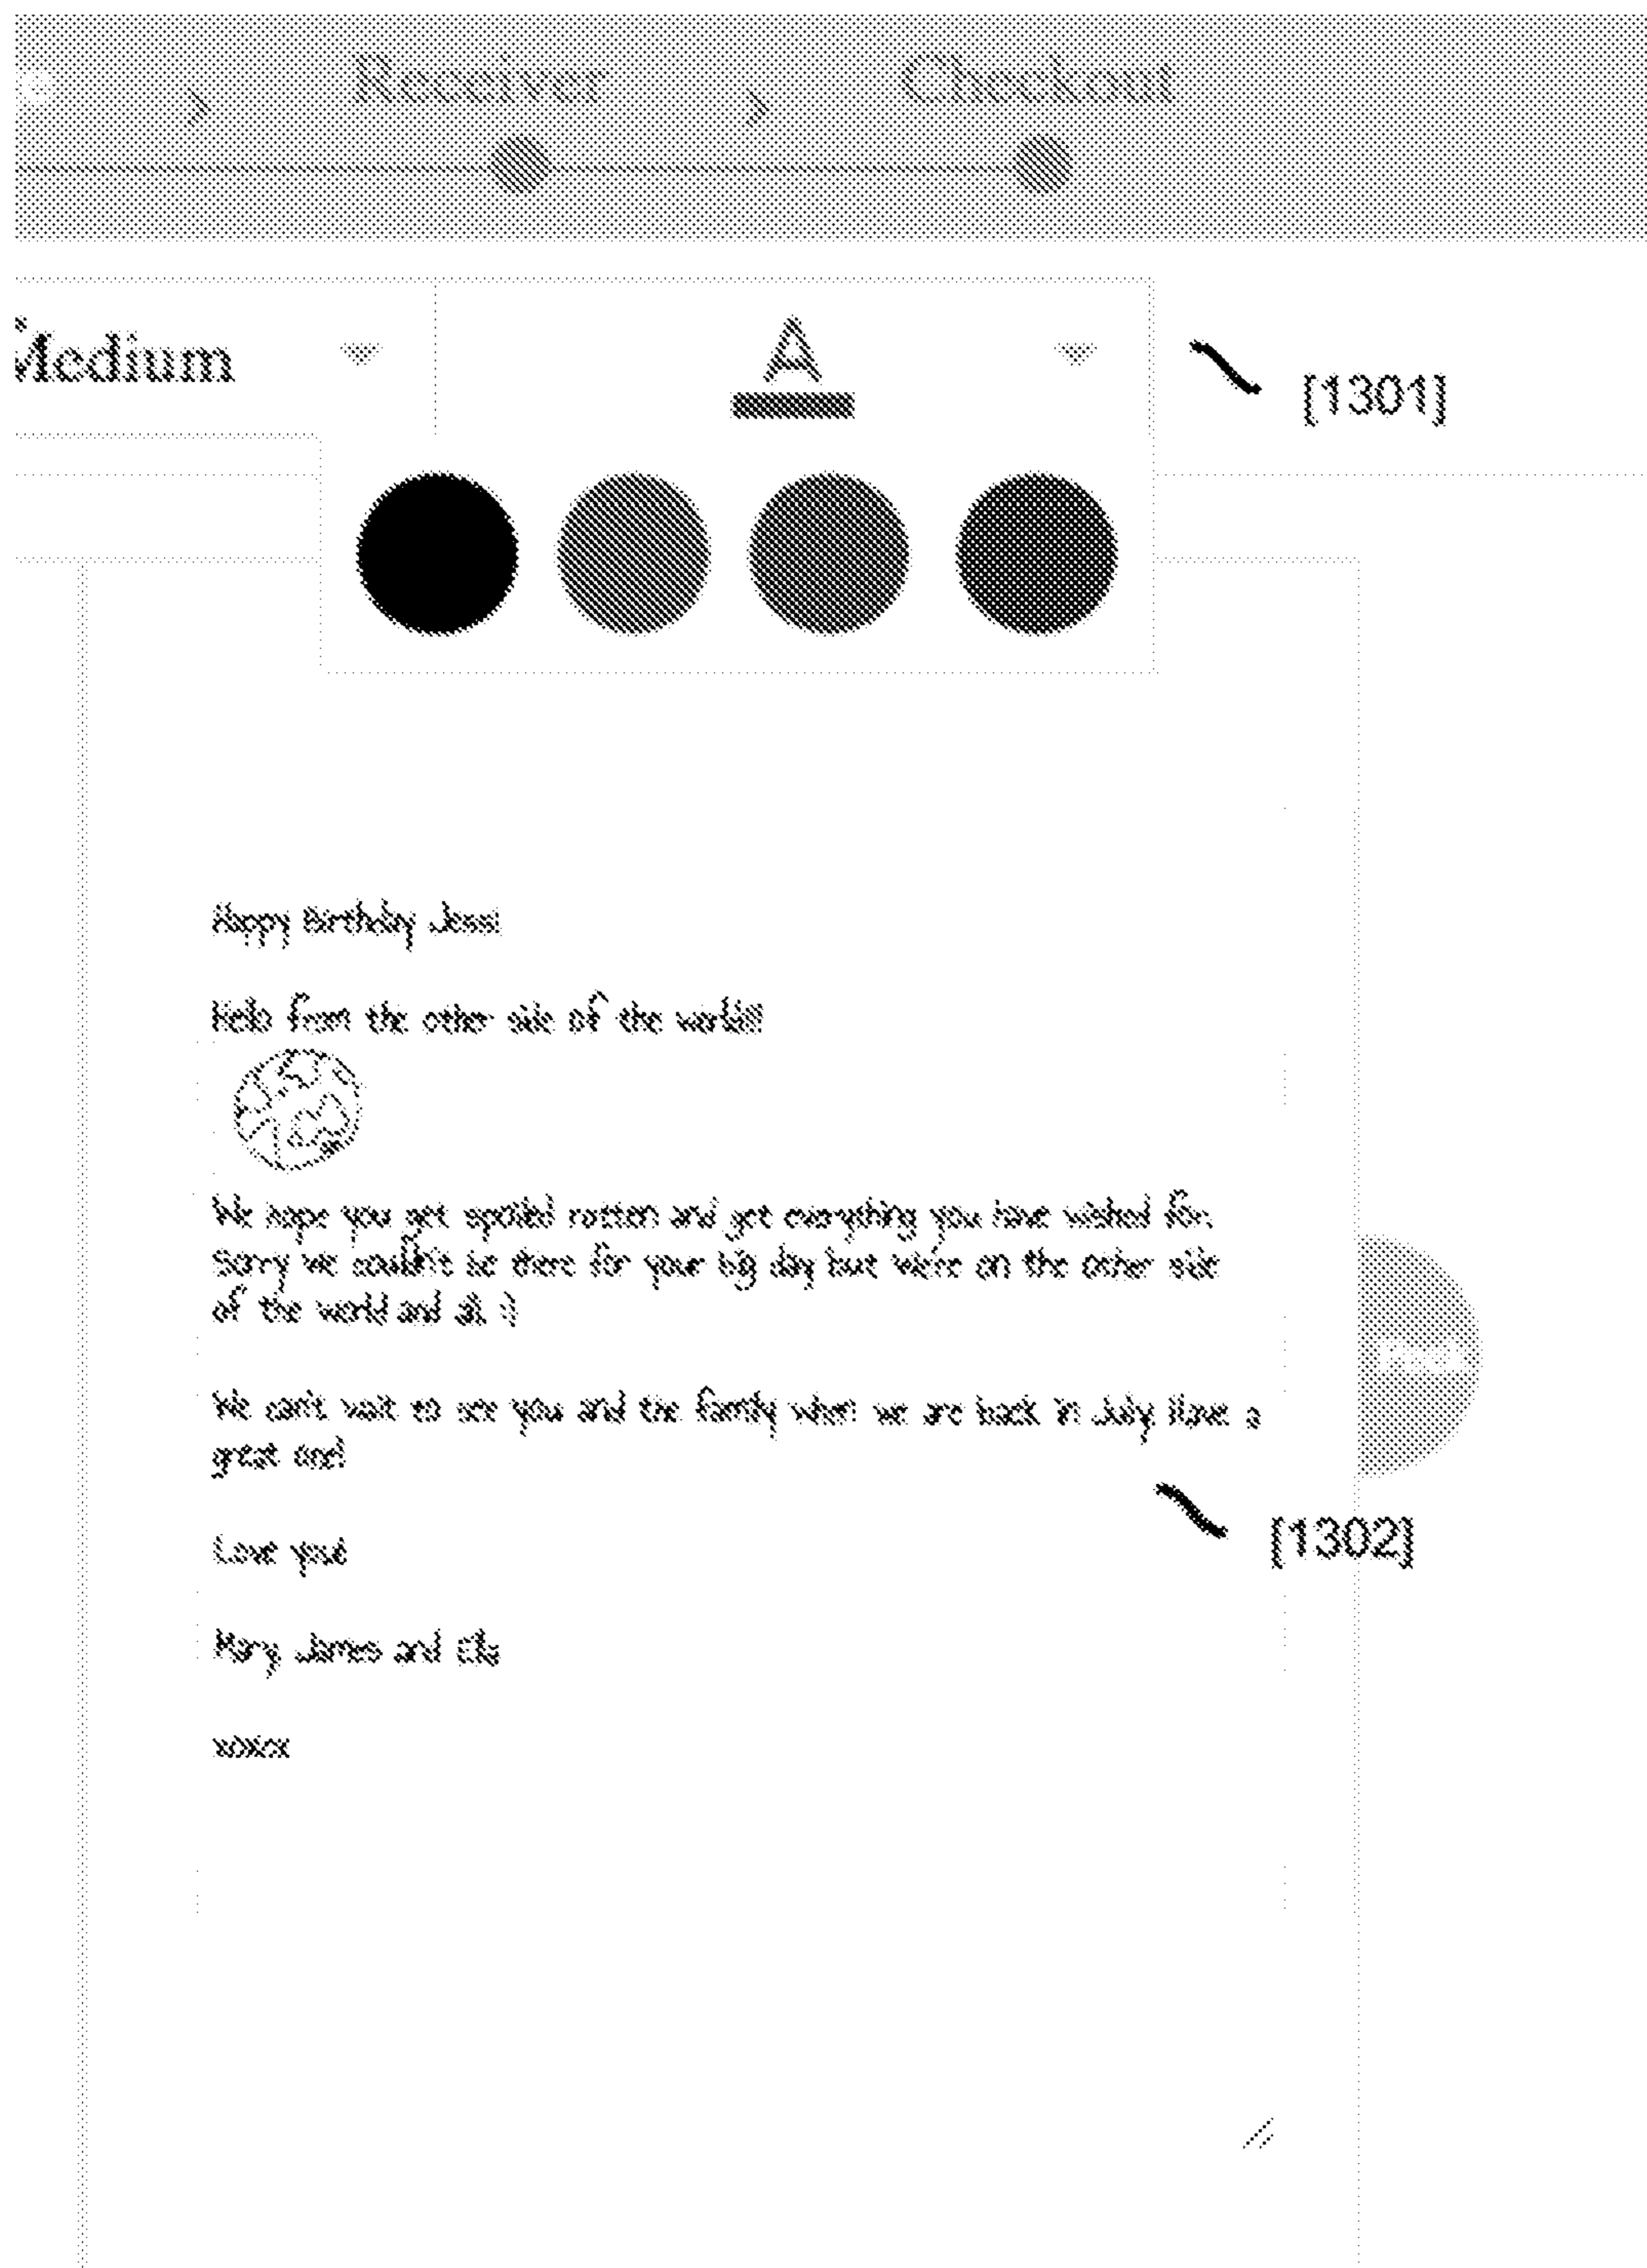 Receiver > Checkout
Medium A
[1301]
Happy Birthday Jess!
Hello from the other side of the world!!
We hope you get spoiled rotten and get everything you have wished for.
Sorry we couldn't be there for your big day but we're on the other side
of the world and all. :)
We can't wait to see you and the family when we are back in July. Have a
great one!
[1302]
Love you!
Mary, James and Ella
xoxox